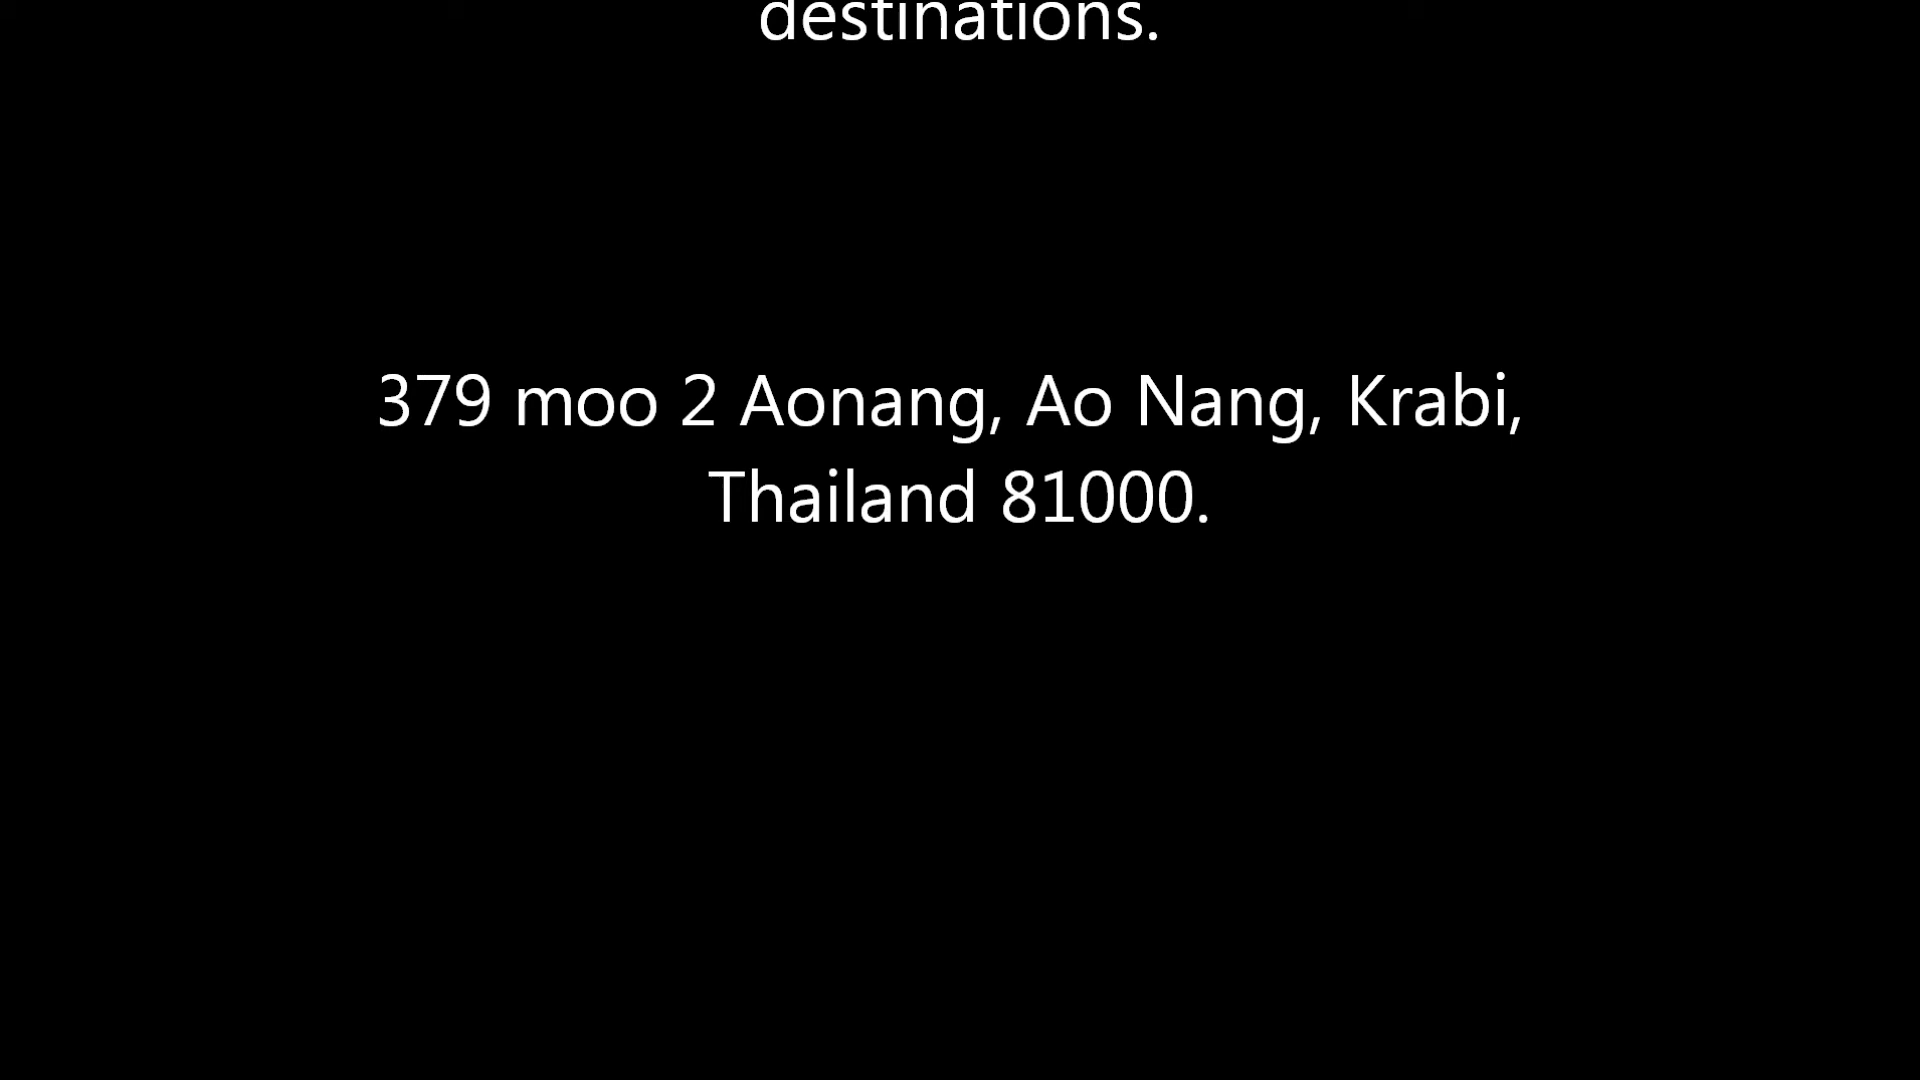 destinations.
379 moo 2 Aonang, Ao Nang, Krabi,
Thailand 81000.